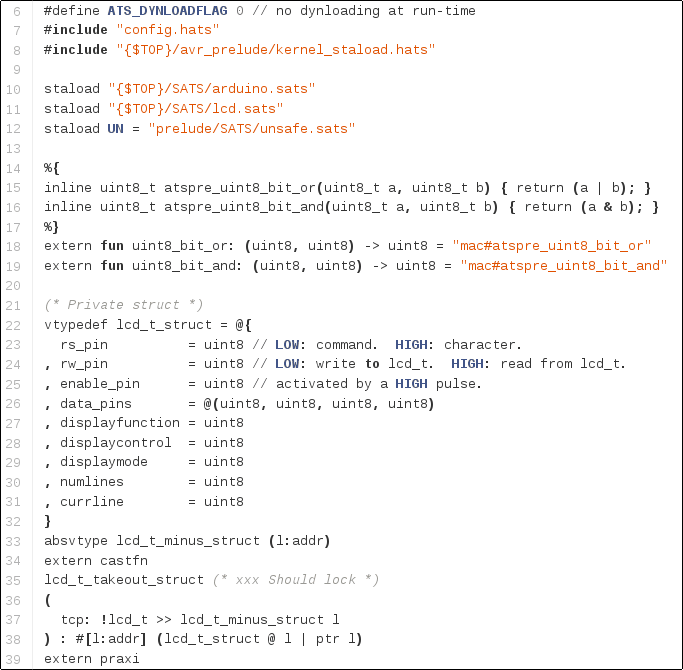 6 #define ATS_DYNLOADFLAG 0 // no dynloading at run-time
7 #include "config.hats"
8 #include "{$TOP}/avr_prelude/kernel_staload.hats"
9
10 staload "{$TOP}/SATS/arduino.sats"
11 staload "{$TOP}/SATS/lcd.sats"
12 staload UN = "prelude/SATS/unsafe.sats"
13
14 %{
15 inline uint8_t atspre_uint8_bit_or(uint8_t a, uint8_t b) { return (a | b); }
16 inline uint8_t atspre_uint8_bit_and(uint8_t a, uint8_t b) { return (a & b); }
17 %}
18 extern fun uint8_bit_or: (uint8, uint8) -> uint8 = "mac#atspre_uint8_bit_or"
19 extern fun uint8_bit_and: (uint8, uint8) -> uint8 = "mac#atspre_uint8_bit_and"
20
21 (* Private struct *)
22 vtypedef lcd_t_struct = @{
23   rs_pin          = uint8 // LOW: command.  HIGH: character.
24 , rw_pin          = uint8 // LOW: write to lcd_t.  HIGH: read from lcd_t.
25 , enable_pin      = uint8 // activated by a HIGH pulse.
26 , data_pins       = @(uint8, uint8, uint8, uint8)
27 , displayfunction = uint8
28 , displaycontrol  = uint8
29 , displaymode     = uint8
30 , numlines        = uint8
31 , currline        = uint8
32 }
33 absvtype lcd_t_minus_struct (l:addr)
34 extern castfn
35 lcd_t_takeout_struct (* xxx Should lock *)
36 (
37   tcp: !lcd_t >> lcd_t_minus_struct l
38 ) : #[l:addr] (lcd_t_struct @ l | ptr l)
39 extern praxi